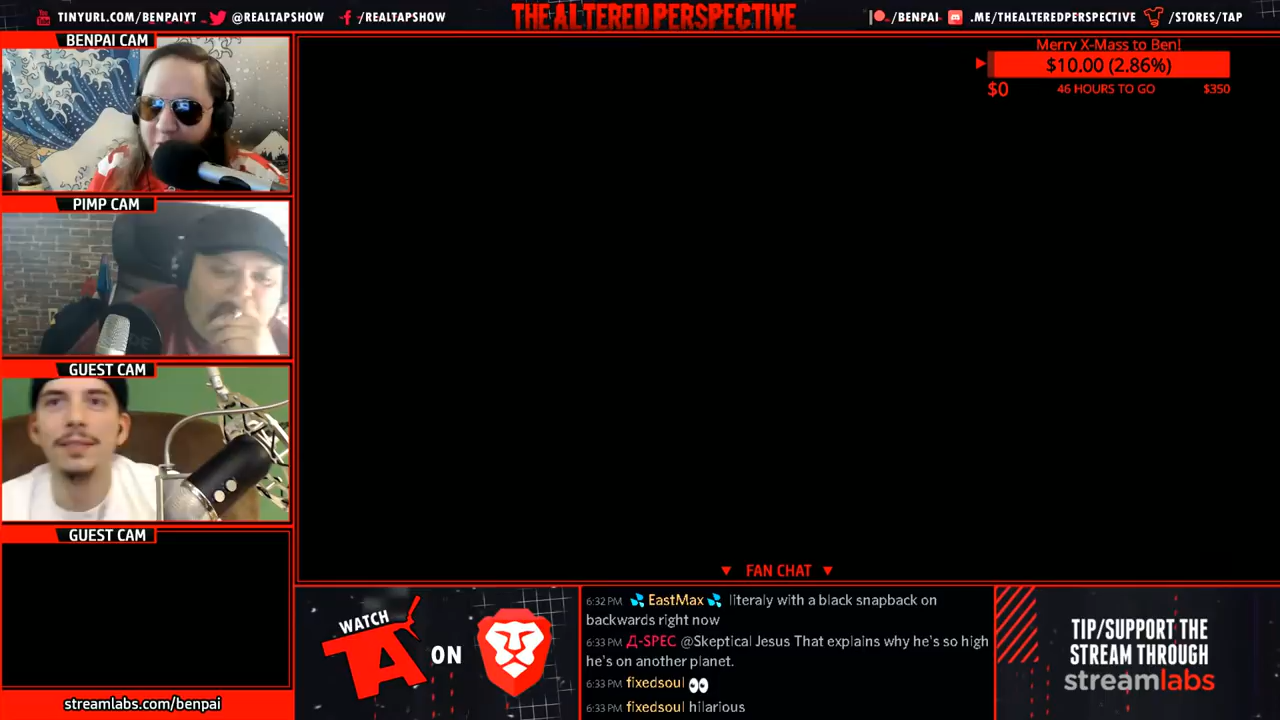 TINYURL.COM/BENPAIYT @REALTAPSHOW /REALTAPSHOW THE ALTERED PERSPECTIVE /BENPAI .ME/THEALTEREDPERSPECTIVE /STORES/TAP
BENPAI CAM
Merry X-Mass to Ben!
$10.00 (2.86%)
$0 46 HOURS TO GO $350
PIMP CAM
GUEST CAM
GUEST CAM
FAN CHAT
WATCH
TA ON
6:32 PM 💦 EastMax 💦 literaly with a black snapback on
backwards right now
6:33 PM Д-SPEC @Skeptical Jesus That explains why he's so high
he's on another planet.
6:33 PM fixedsoul 👀
6:33 PM fixedsoul hilarious
TIP/SUPPORT THE
STREAM THROUGH
streamlabs
streamlabs.com/benpai